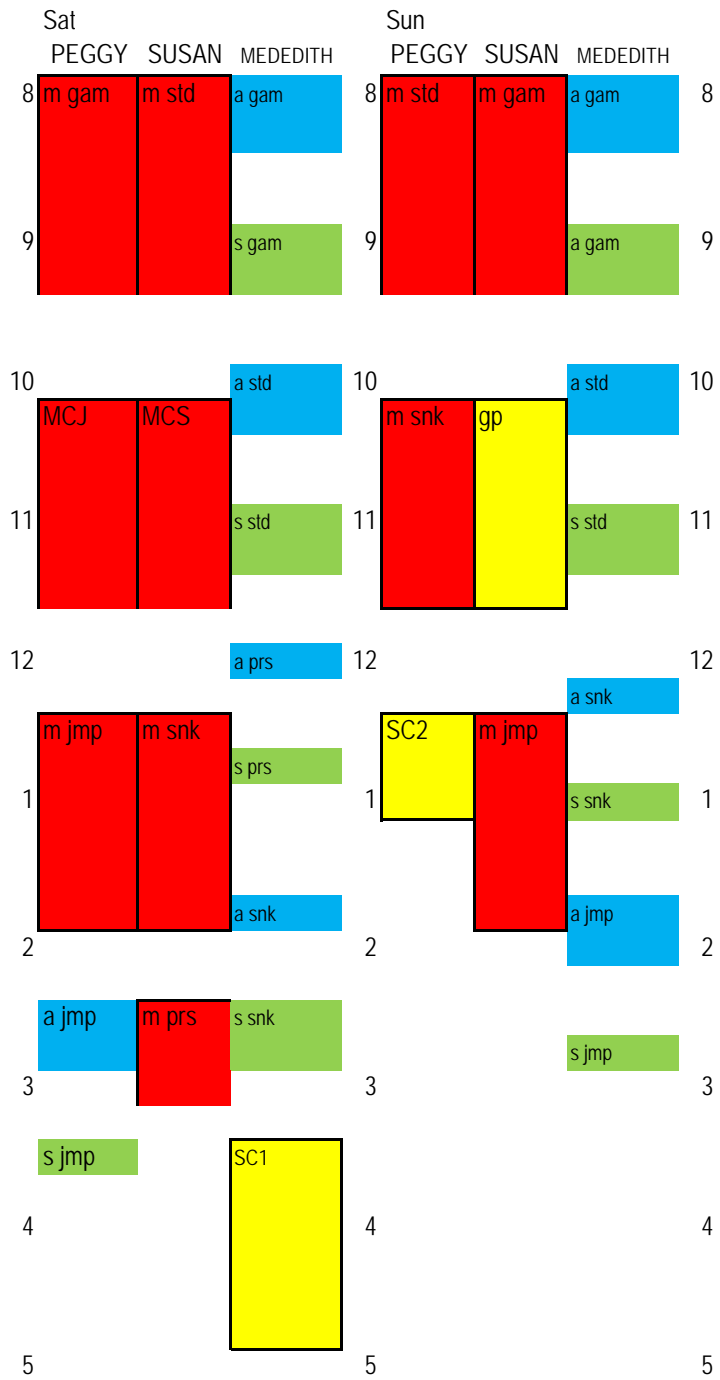 Sat Sun
PEGGY SUSAN MEDEDITH PEGGY SUSAN MEDEDITH
8 m gam m std a gam 8 m std m gam a gam 8
9 s gam 9 a gam 9
10 a std 10 a std 10
MCJ MCS m snk gp
11 s std 11 s std 11
12 a prs 12 12
a snk
m jmp m snk SC2 m jmp
s prs
1 1 s snk 1
a snk a jmp
2 2 2
a jmp m prs s snk
s jmp
3 3 3
s jmp SC1
4 4 4
5 5 5